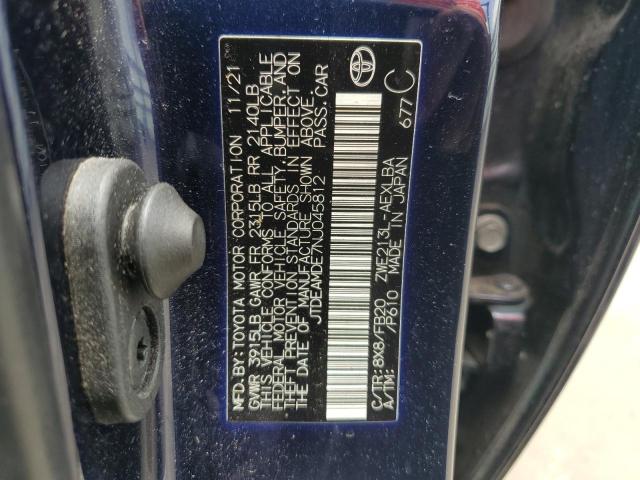 MFD. BY: TOYOTA MOTOR CORPORATION 11/21
GVWR 3915LB GAWR FR 2315LB RR 2140LB
THIS VEHICLE CONFORMS TO ALL APPLICABLE
FEDERAL MOTOR VEHICLE SAFETY, BUMPER, AND
THEFT PREVENTION STANDARDS IN EFFECT ON
THE DATE OF MANUFACTURE SHOWN ABOVE.
JTDEAMDE7NJ045812 PASS. CAR
C/TR: 8X8/FB20 ZWE213L-AEXLBA
A/TM: /P610 MADE IN JAPAN 677 C